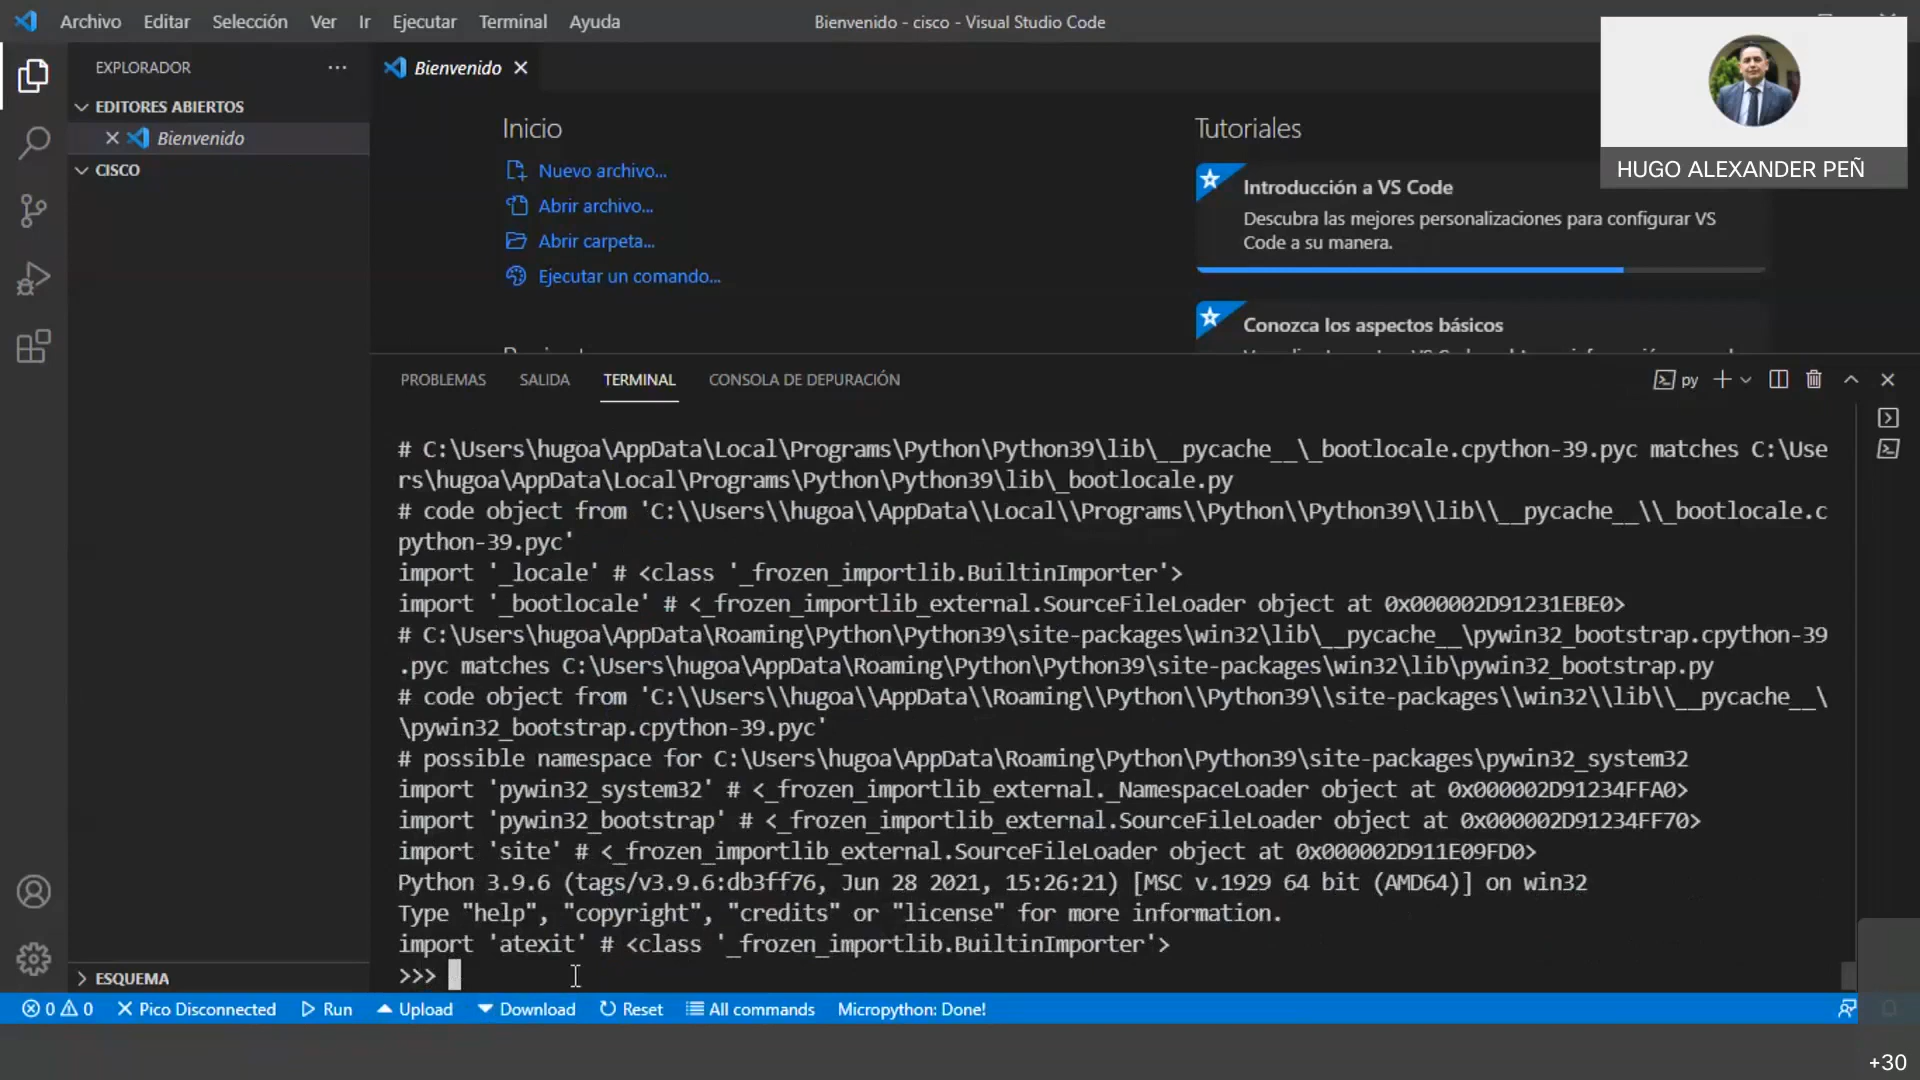 Archivo Editar Selección Ver Ir Ejecutar Terminal Ayuda
Bienvenido - cisco - Visual Studio Code
HUGO ALEXANDER PEÑ
EXPLORADOR
EDITORES ABIERTOS
Bienvenido
CISCO
ESQUEMA
Bienvenido
Inicio
Nuevo archivo...
Abrir archivo...
Abrir carpeta...
Ejecutar un comando...
Tutoriales
Introducción a VS Code
Descubra las mejores personalizaciones para configurar VS
Code a su manera.
Conozca los aspectos básicos
PROBLEMAS SALIDA TERMINAL CONSOLA DE DEPURACIÓN
py
# C:\Users\hugoa\AppData\Local\Programs\Python\Python39\lib\__pycache__\_bootlocale.cpython-39.pyc matches C:\Use
rs\hugoa\AppData\Local\Programs\Python\Python39\lib\_bootlocale.py
# code object from 'C:\\Users\\hugoa\\AppData\\Local\\Programs\\Python\\Python39\\lib\\__pycache__\\_bootlocale.c
python-39.pyc'
import '_locale' # <class '_frozen_importlib.BuiltinImporter'>
import '_bootlocale' # <_frozen_importlib_external.SourceFileLoader object at 0x000002D91231EBE0>
# C:\Users\hugoa\AppData\Roaming\Python\Python39\site-packages\win32\lib\__pycache__\pywin32_bootstrap.cpython-39
.pyc matches C:\Users\hugoa\AppData\Roaming\Python\Python39\site-packages\win32\lib\pywin32_bootstrap.py
# code object from 'C:\\Users\\hugoa\\AppData\\Roaming\\Python\\Python39\\site-packages\\win32\\lib\\__pycache__\
\pywin32_bootstrap.cpython-39.pyc'
# possible namespace for C:\Users\hugoa\AppData\Roaming\Python\Python39\site-packages\pywin32_system32
import 'pywin32_system32' # <_frozen_importlib_external._NamespaceLoader object at 0x000002D91234FFA0>
import 'pywin32_bootstrap' # <_frozen_importlib_external.SourceFileLoader object at 0x000002D91234FF70>
import 'site' # <_frozen_importlib_external.SourceFileLoader object at 0x000002D911E09FD0>
Python 3.9.6 (tags/v3.9.6:db3ff76, Jun 28 2021, 15:26:21) [MSC v.1929 64 bit (AMD64)] on win32
Type "help", "copyright", "credits" or "license" for more information.
import 'atexit' # <class '_frozen_importlib.BuiltinImporter'>
>>>
0 0 Pico Disconnected Run Upload Download Reset All commands Micropython: Done!
+30